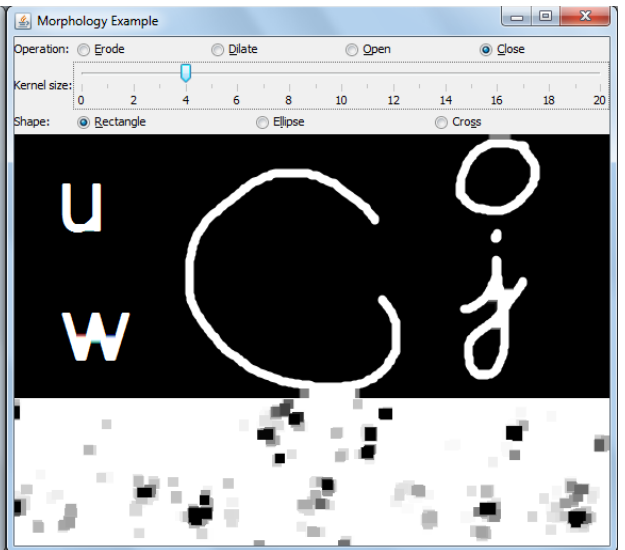 Morphology Example
Operation: Erode Dilate Open Close
Kernel size:
0 2 4 6 8 10 12 14 16 18 20
Shape: Rectangle Ellipse Cross
u
w
j